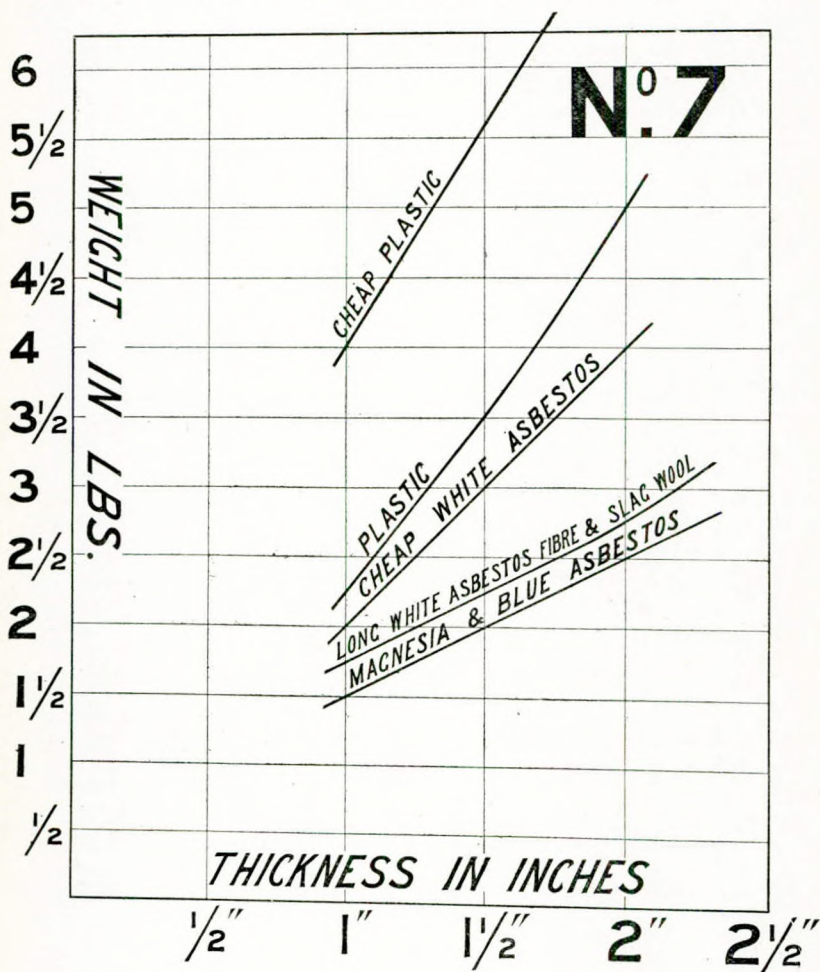 6
5½
5
4½
4
3½
3
2½
2
1½
1
½
WEIGHT IN LBS.
Nº. 7
CHEAP PLASTIC
PLASTIC
CHEAP WHITE ASBESTOS
LONG WHITE ASBESTOS FIBRE & SLAG WOOL
MAGNESIA & BLUE ASBESTOS
THICKNESS IN INCHES
½" 1" 1½" 2" 2½"